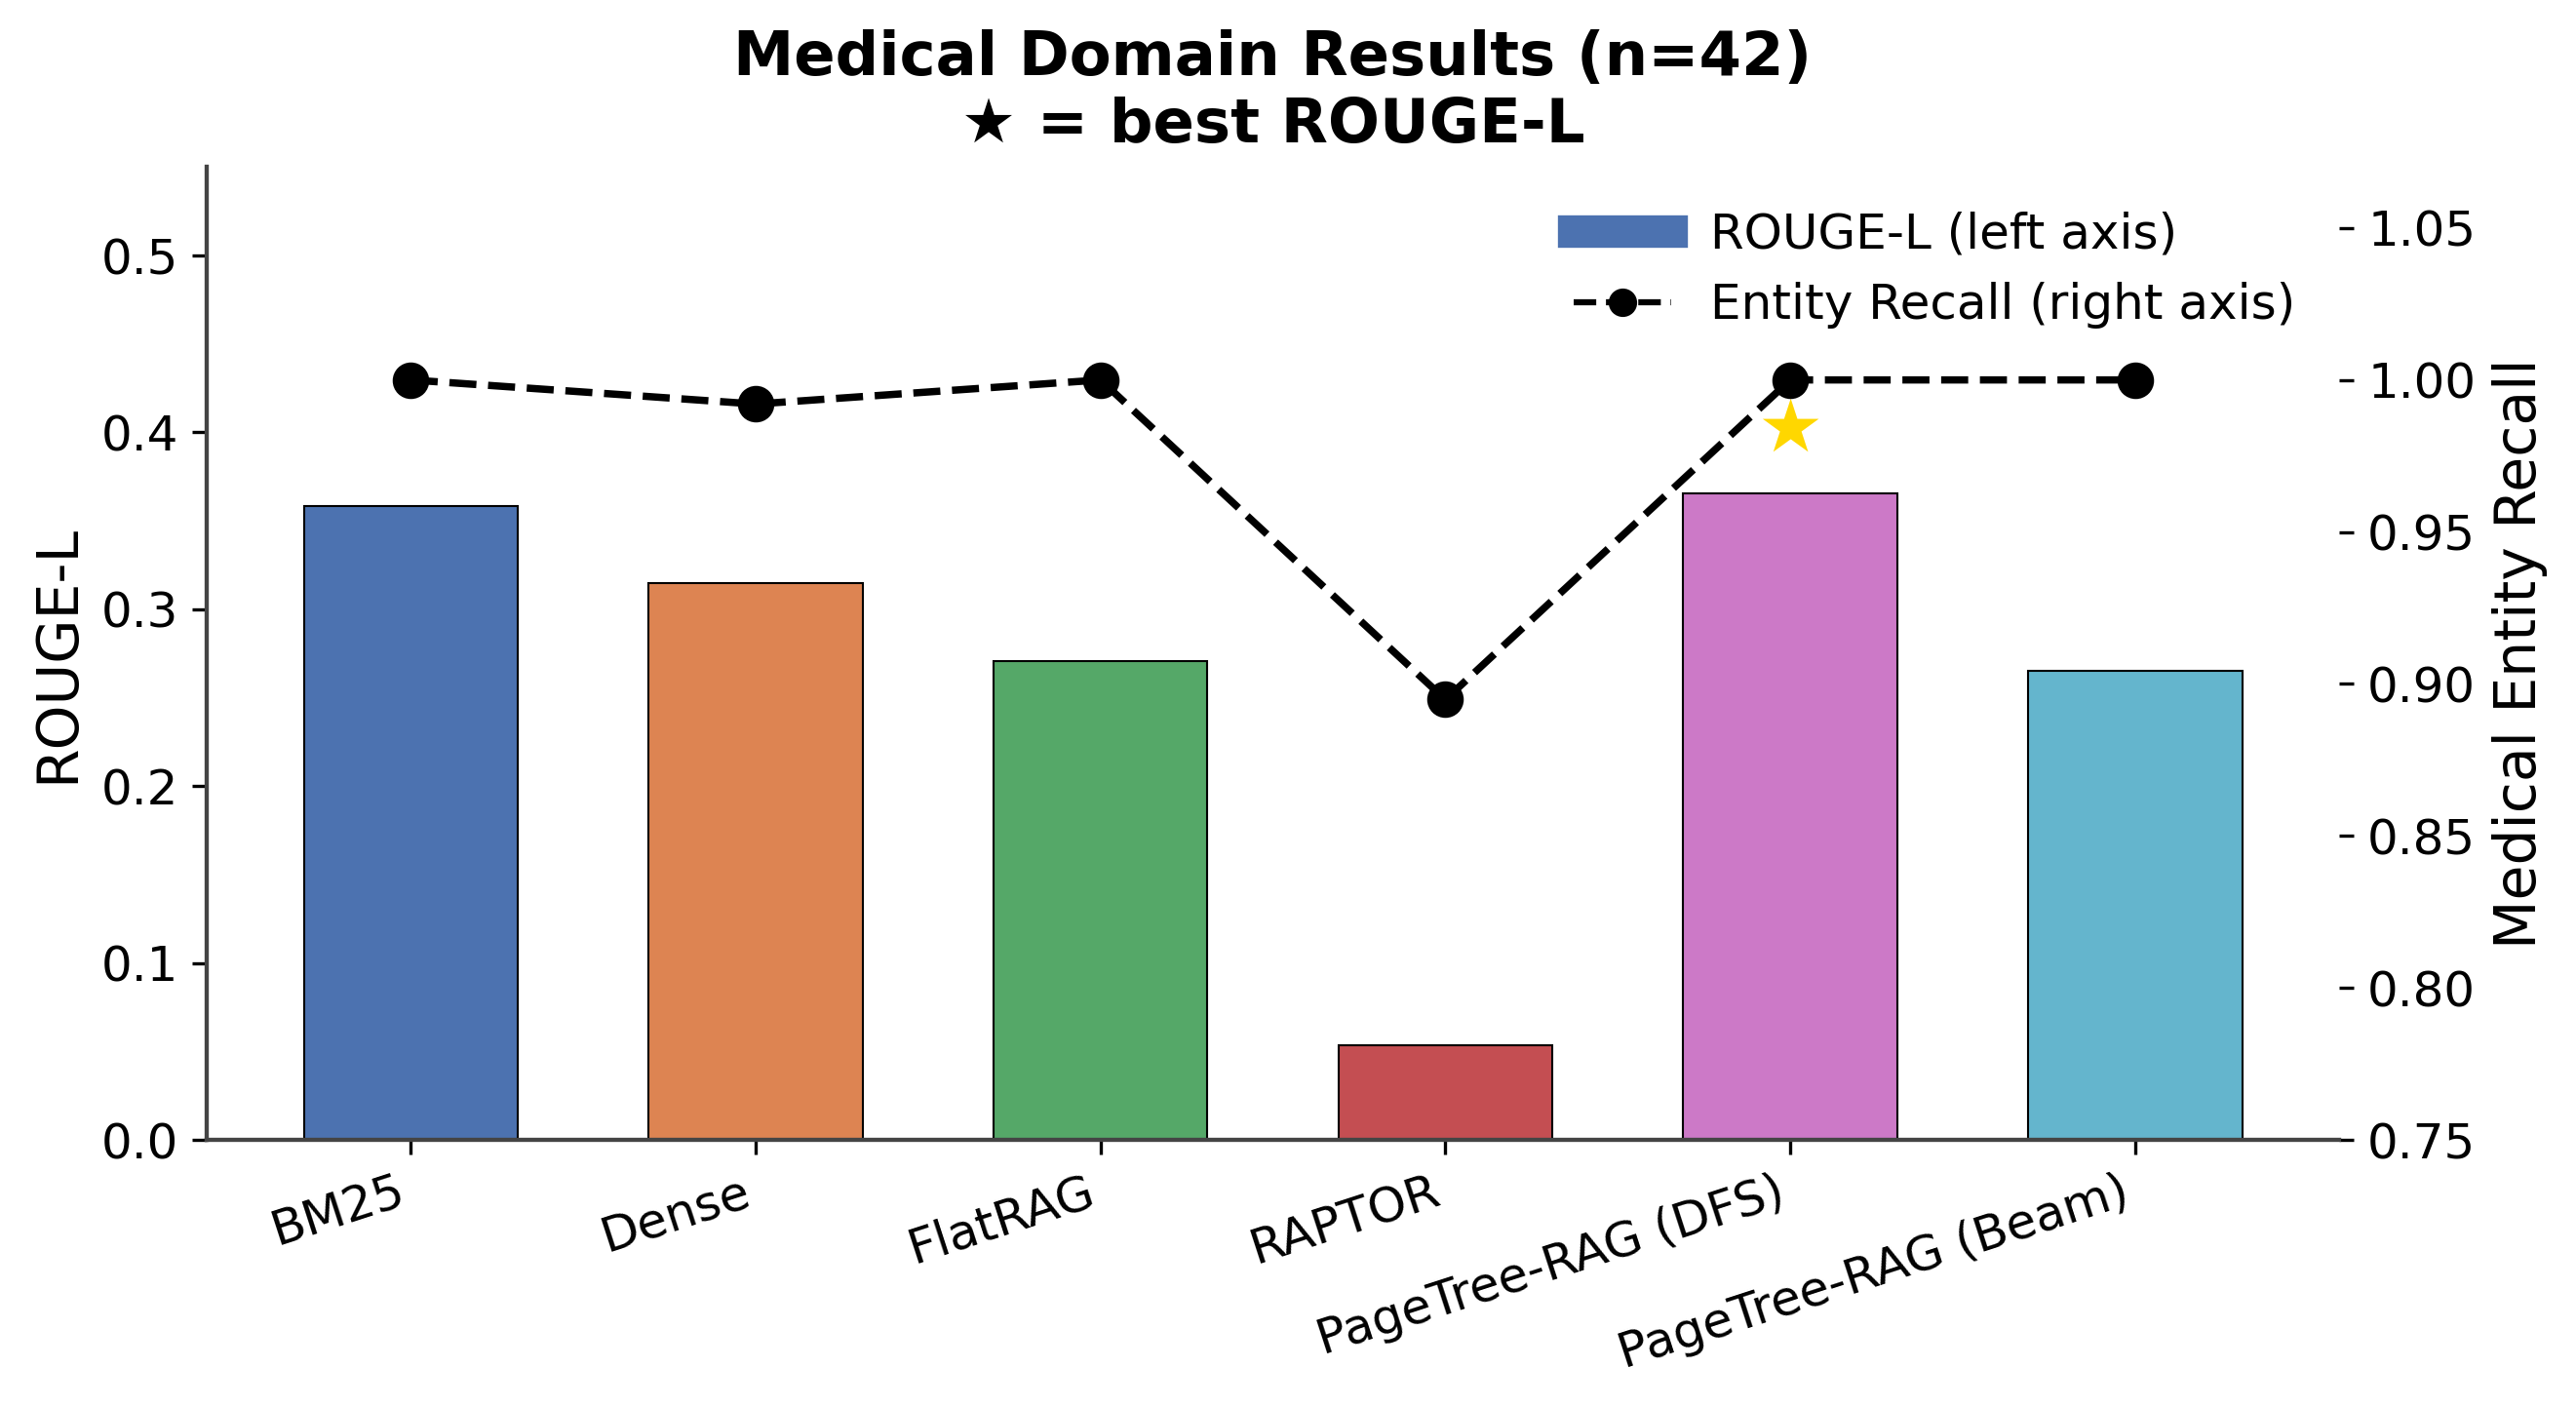 Medical Domain Results (n=42)
★ = best ROUGE-L
ROUGE-L (left axis)
Entity Recall (right axis)
ROUGE-L
0.5
0.4
0.3
0.2
0.1
0.0
1.05
1.00
0.95
0.90
0.85
0.80
0.75
Medical Entity Recall
BM25
Dense
FlatRAG
RAPTOR
PageTree-RAG (DFS)
PageTree-RAG (Beam)